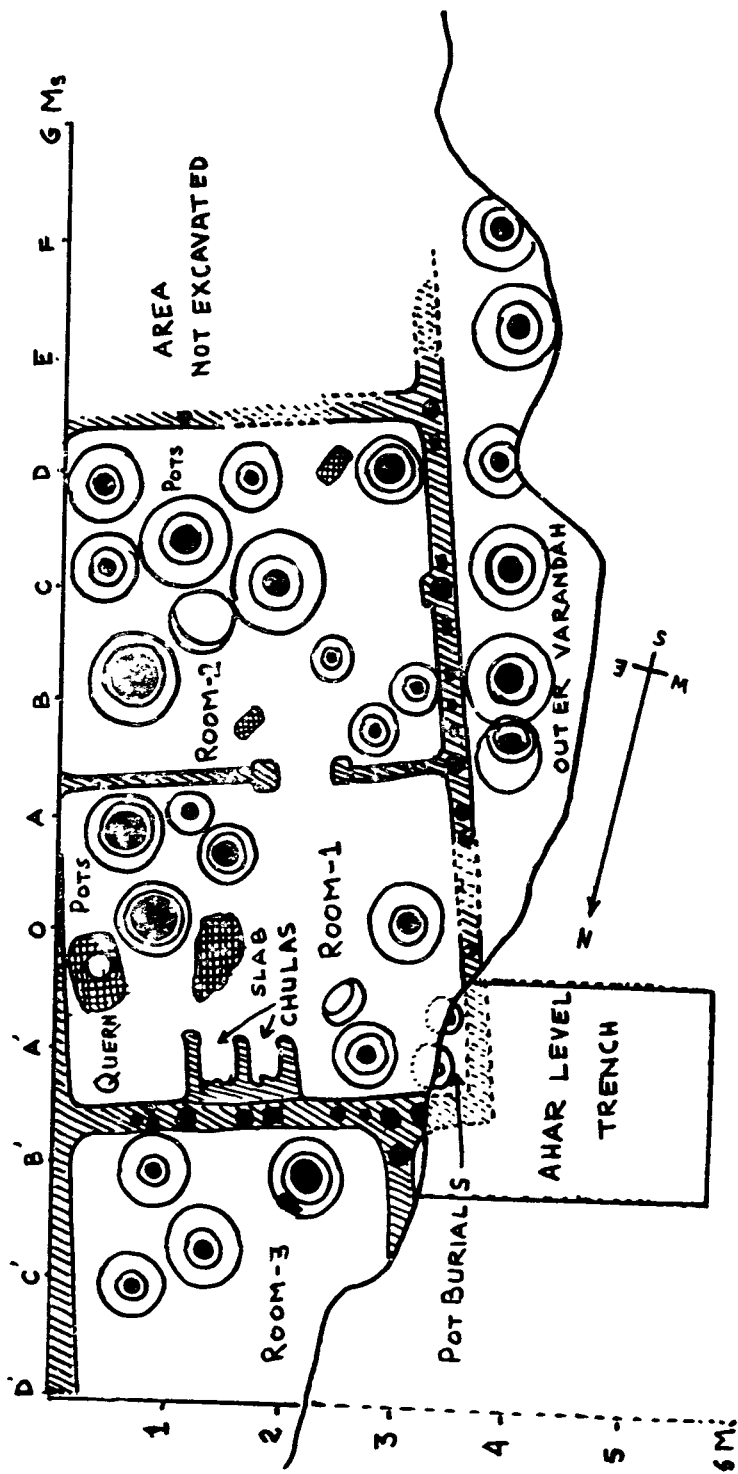 D' C' B' A' O A B C D E F G Ms
1
2
3
4
5
6 M.
AREA
NOT EXCAVATED
POTS
ROOM-2
POTS
QUERN
SLAB
CHULAS
ROOM-1
ROOM-3
OUTER VARANDAH
POT BURIALS
AHAR LEVEL
TRENCH
N
S
E
W